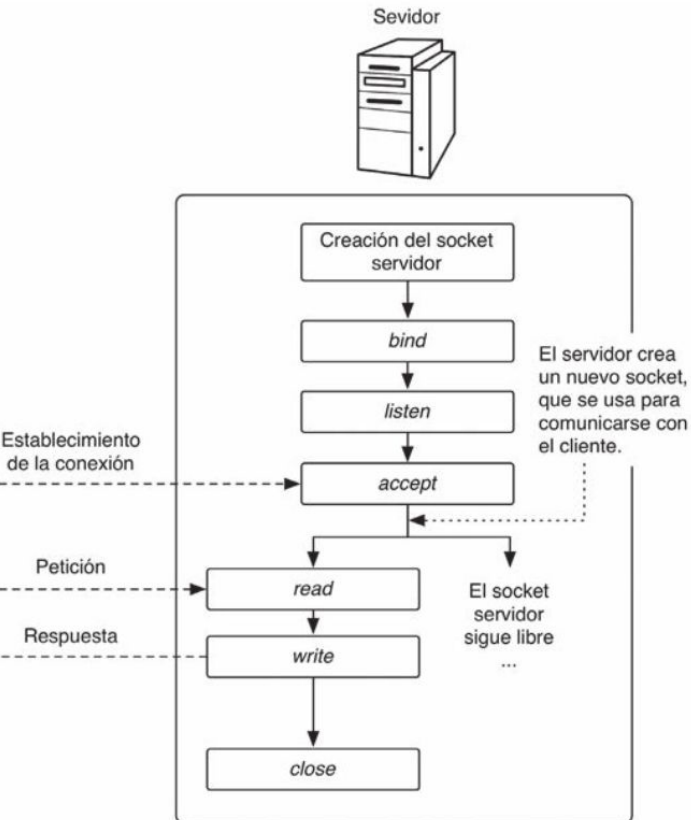 Sevidor
Creación del socket
servidor
bind
El servidor crea
un nuevo socket,
que se usa para
comunicarse con
el cliente.
listen
Establecimiento
de la conexión
accept
Petición
read
El socket
servidor
sigue libre
...
Respuesta
write
close